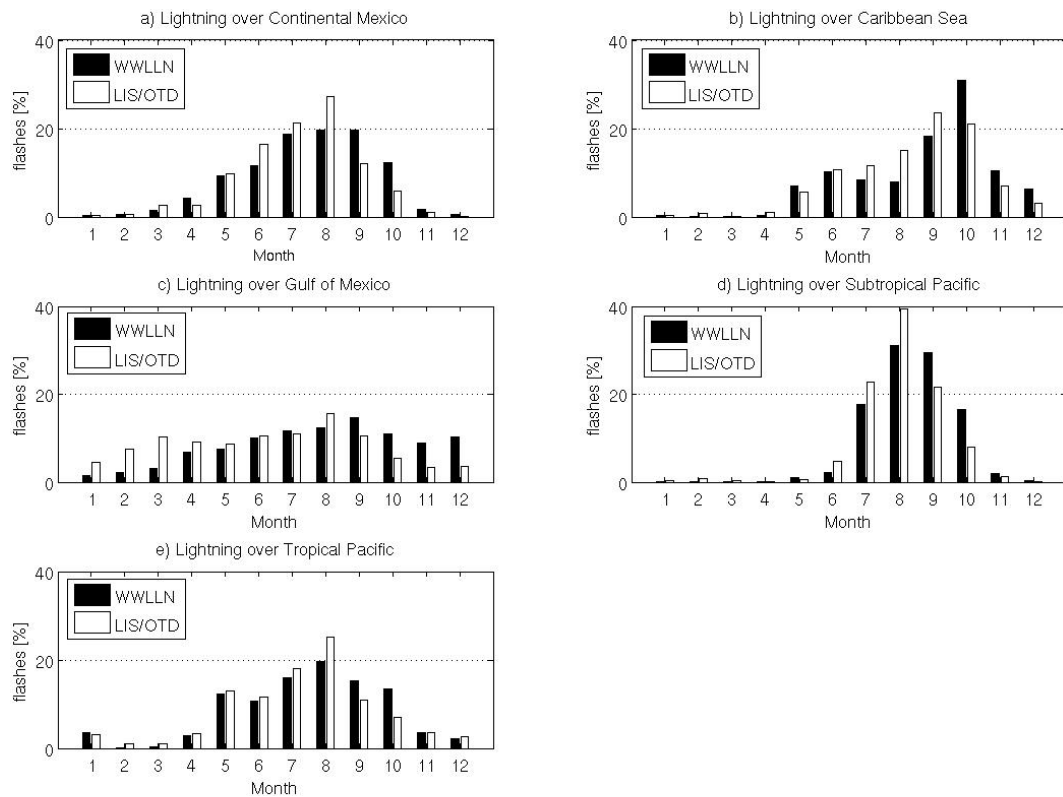 a) Lightning over Continental Mexico
40
20
0
flashes [%]
WWLLN
LIS/OTD
1 2 3 4 5 6 7 8 9 10 11 12
Month
b) Lightning over Caribbean Sea
40
20
0
flashes [%]
WWLLN
LIS/OTD
1 2 3 4 5 6 7 8 9 10 11 12
Month
c) Lightning over Gulf of Mexico
40
20
0
flashes [%]
WWLLN
LIS/OTD
1 2 3 4 5 6 7 8 9 10 11 12
Month
d) Lightning over Subtropical Pacific
40
20
0
flashes [%]
WWLLN
LIS/OTD
1 2 3 4 5 6 7 8 9 10 11 12
Month
e) Lightning over Tropical Pacific
40
20
0
flashes [%]
WWLLN
LIS/OTD
1 2 3 4 5 6 7 8 9 10 11 12
Month